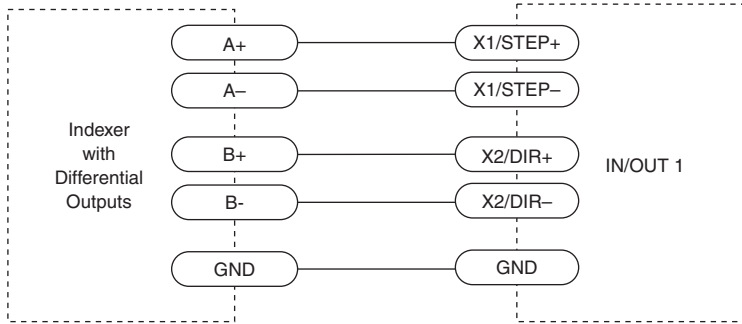 A+
X1/STEP+
A–
X1/STEP–
Indexer
with
Differential
Outputs
B+
X2/DIR+
IN/OUT 1
B-
X2/DIR–
GND
GND